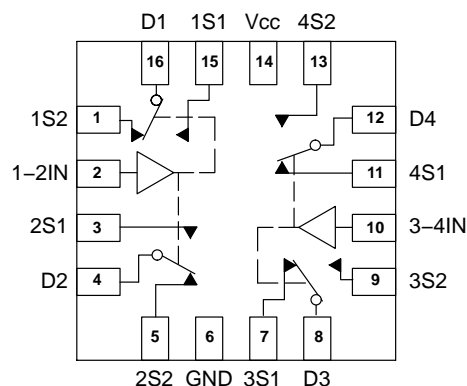 D1 1S1 Vcc 4S2
16 15 14 13
1S2 1 12 D4
1–2IN 2 11 4S1
2S1 3 10 3–4IN
D2 4 9 3S2
5 6 7 8
2S2 GND 3S1 D3